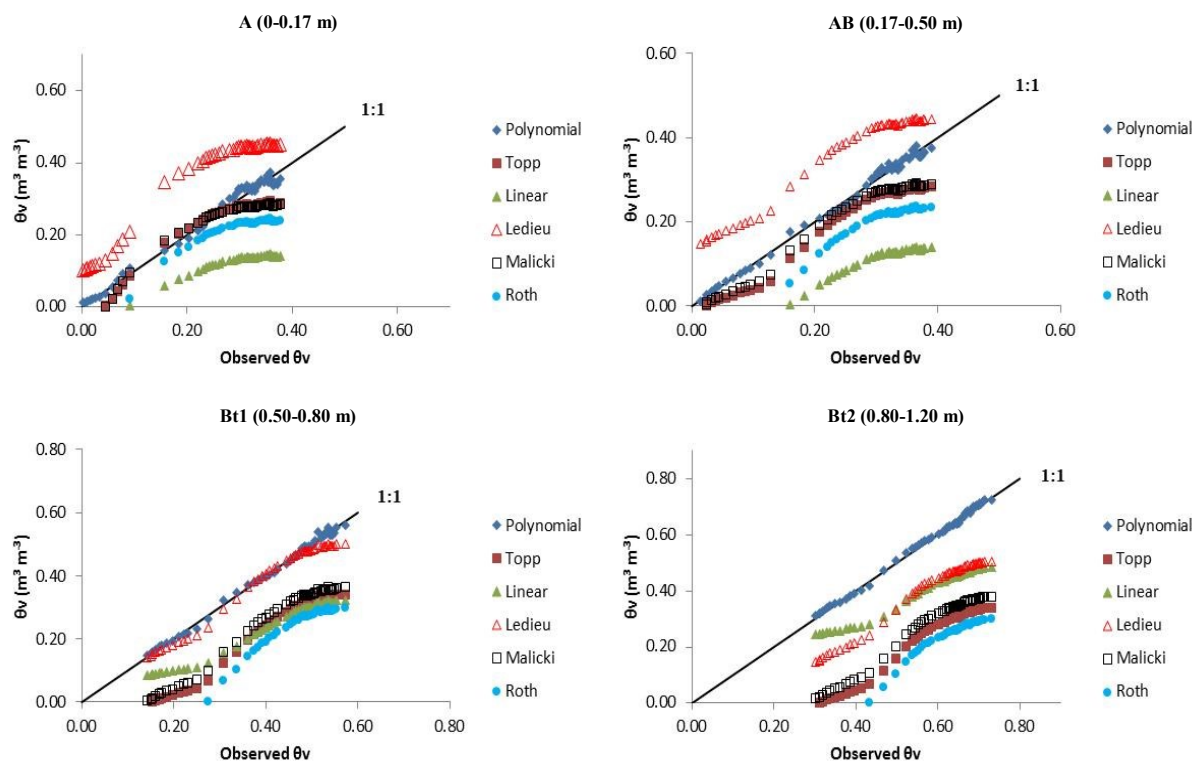 A (0-0.17 m)
θv (m³ m⁻³)
0.60
0.40
0.20
0.00
0.00 0.20 0.40 0.60
Observed θv
1:1
Polynomial
Topp
Linear
Ledieu
Malicki
Roth
AB (0.17-0.50 m)
θv (m³ m⁻³)
0.60
0.40
0.20
0.00
0.00 0.20 0.40 0.60
Observed θv
1:1
Polynomial
Topp
Linear
Ledieu
Malicki
Roth
Bt1 (0.50-0.80 m)
θv (m³ m⁻³)
0.80
0.60
0.40
0.20
0.00
0.00 0.20 0.40 0.60 0.80
Observed θv
1:1
Polynomial
Topp
Linear
Ledieu
Malicki
Roth
Bt2 (0.80-1.20 m)
θv (m³ m⁻³)
0.80
0.60
0.40
0.20
0.00
0.00 0.20 0.40 0.60 0.80
Observed θv
1:1
Polynomial
Topp
Linear
Ledieu
Malicki
Roth